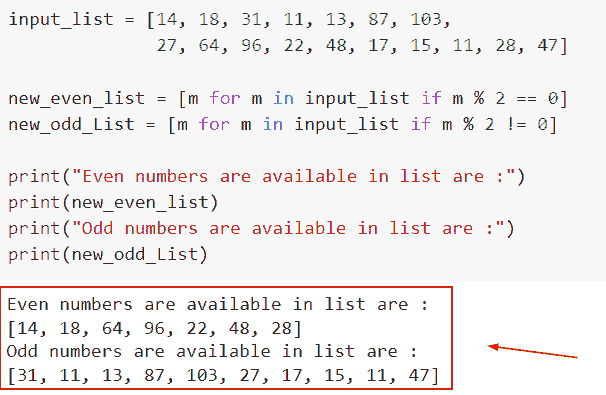 input_list = [14, 18, 31, 11, 13, 87, 103,
27, 64, 96, 22, 48, 17, 15, 11, 28, 47]
new_even_list = [m for m in input_list if m % 2 == 0]
new_odd_List = [m for m in input_list if m % 2 != 0]
print("Even numbers are available in list are :")
print(new_even_list)
print("Odd numbers are available in list are :")
print(new_odd_List)
Even numbers are available in list are :
[14, 18, 64, 96, 22, 48, 28]
Odd numbers are available in list are :
[31, 11, 13, 87, 103, 27, 17, 15, 11, 47]